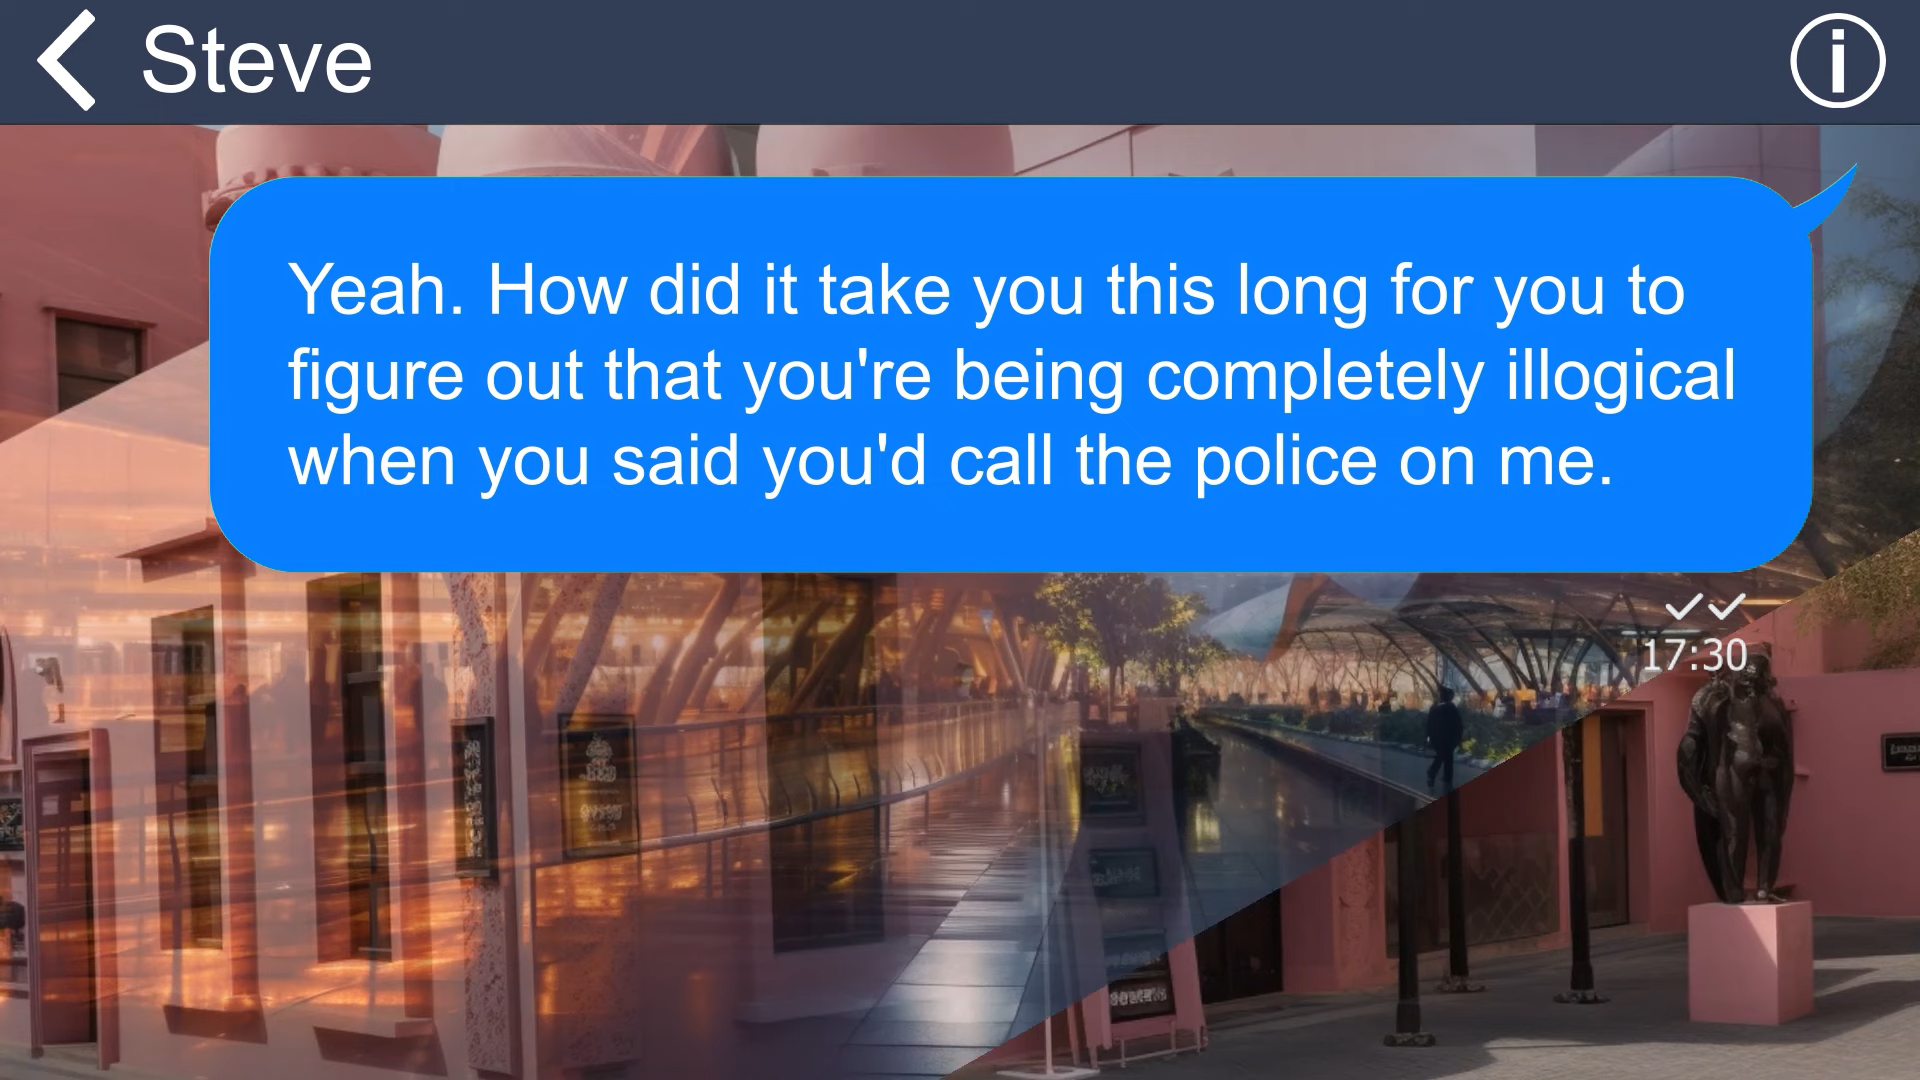 Steve
Yeah. How did it take you this long for you to
figure out that you're being completely illogical
when you said you'd call the police on me.
17:30